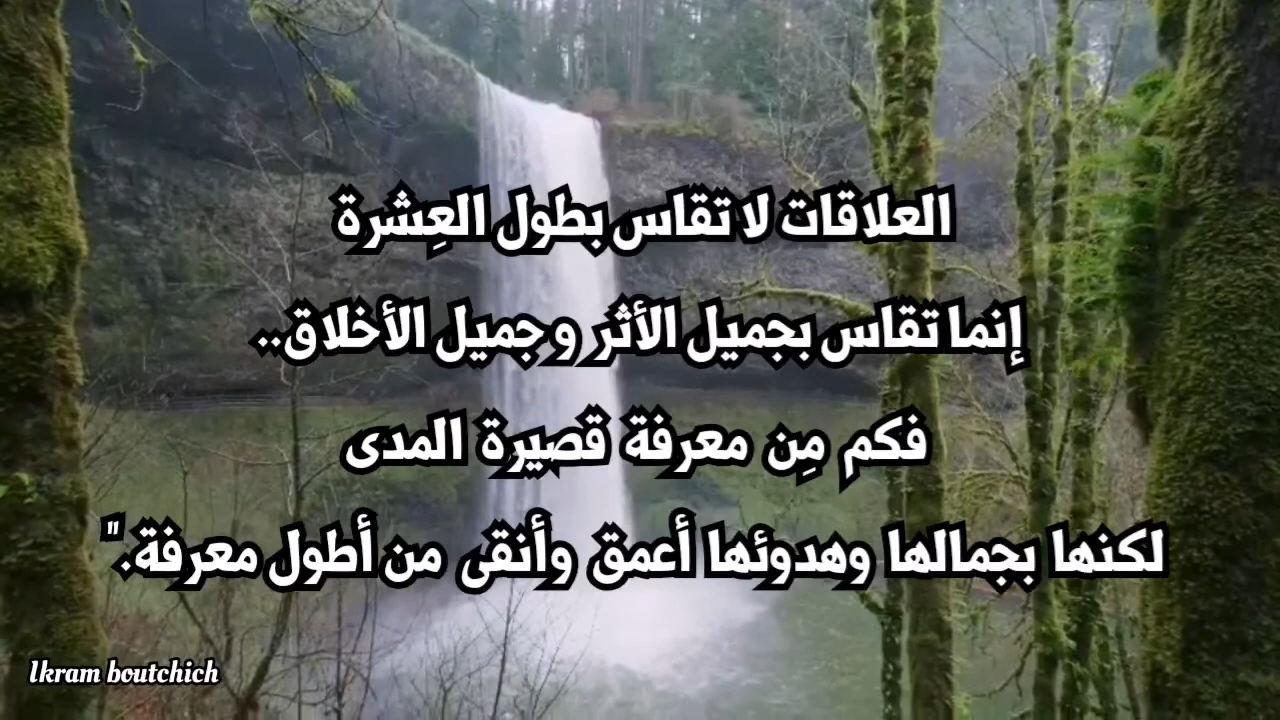 العلاقات لا تقاس بطول العِشرة
إنما تقاس بجميل الأثر وجميل الأخلاق..
فكم مِن معرفة قصيرة المدى
لكنها بجمالها وهدوئها أعمق وأنقى من أطول معرفة."
Ikram boutchich